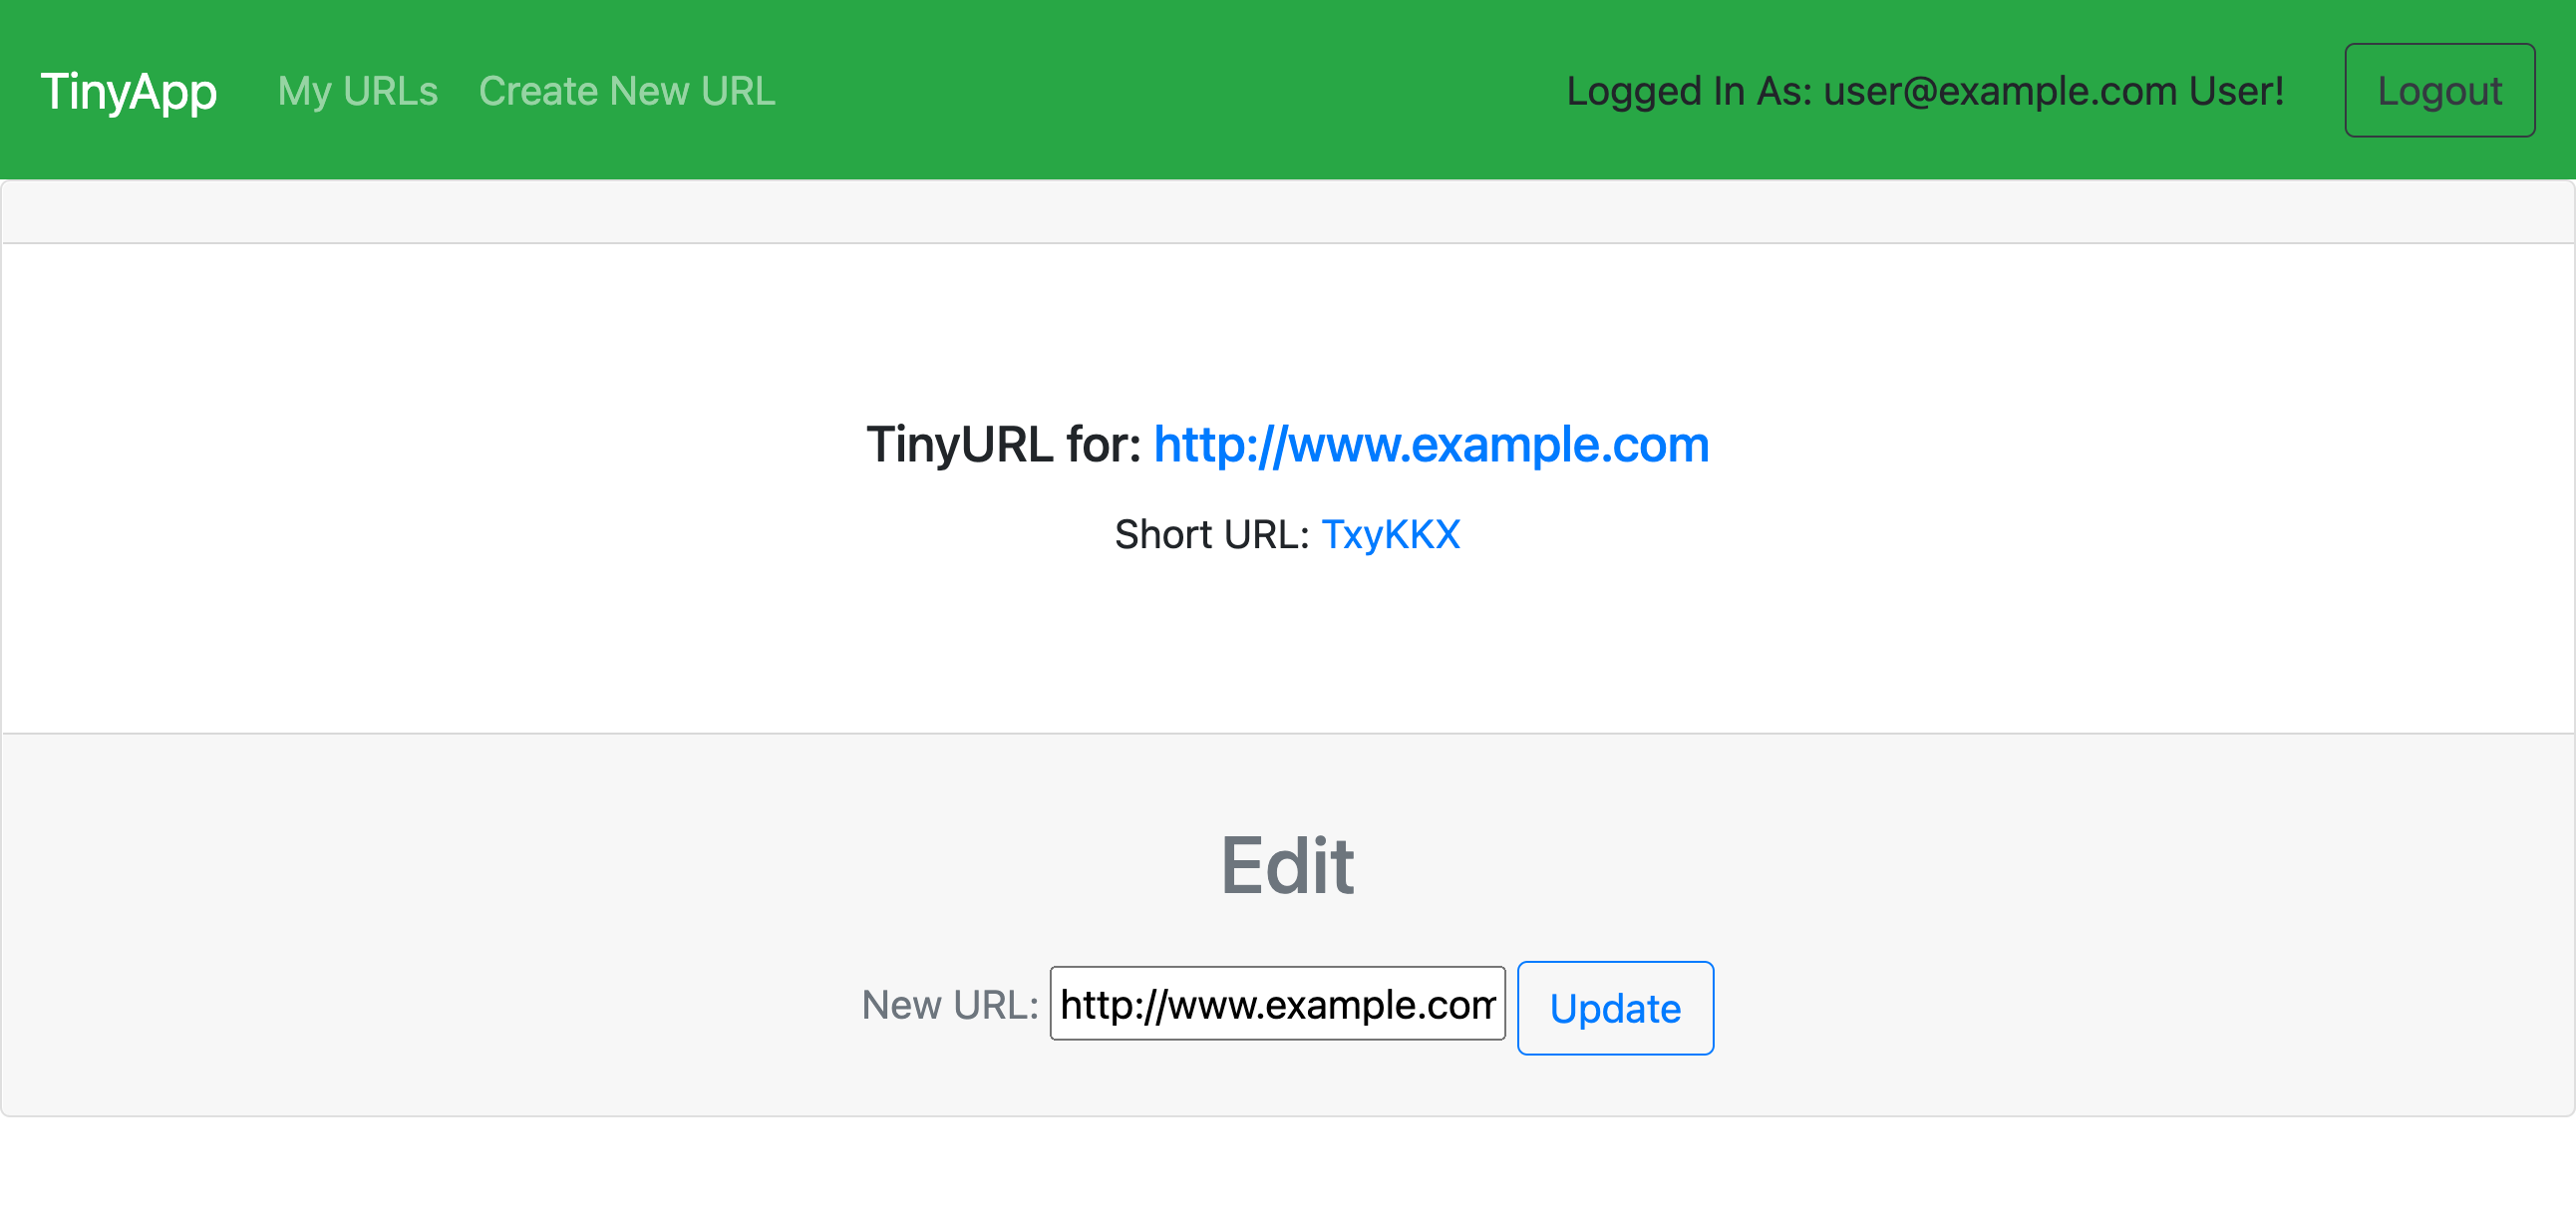 TinyApp My URLs Create New URL Logged In As: user@example.com User! Logout
TinyURL for: http://www.example.com
Short URL: TxyKKX
Edit
New URL: http://www.example.com Update